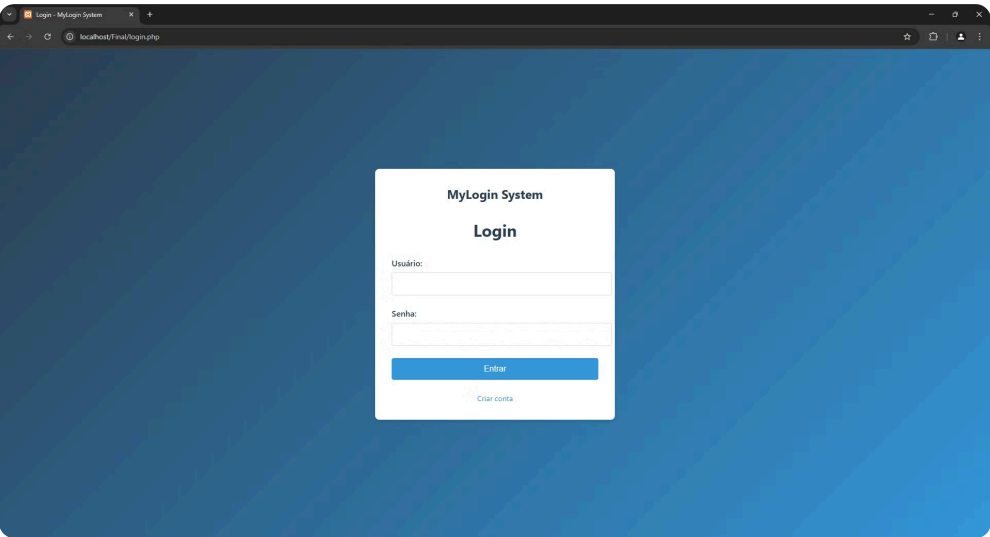 Login - MyLogin System
localhost/Final/login.php
MyLogin System
Login
Usuário:
Senha:
Entrar
Criar conta